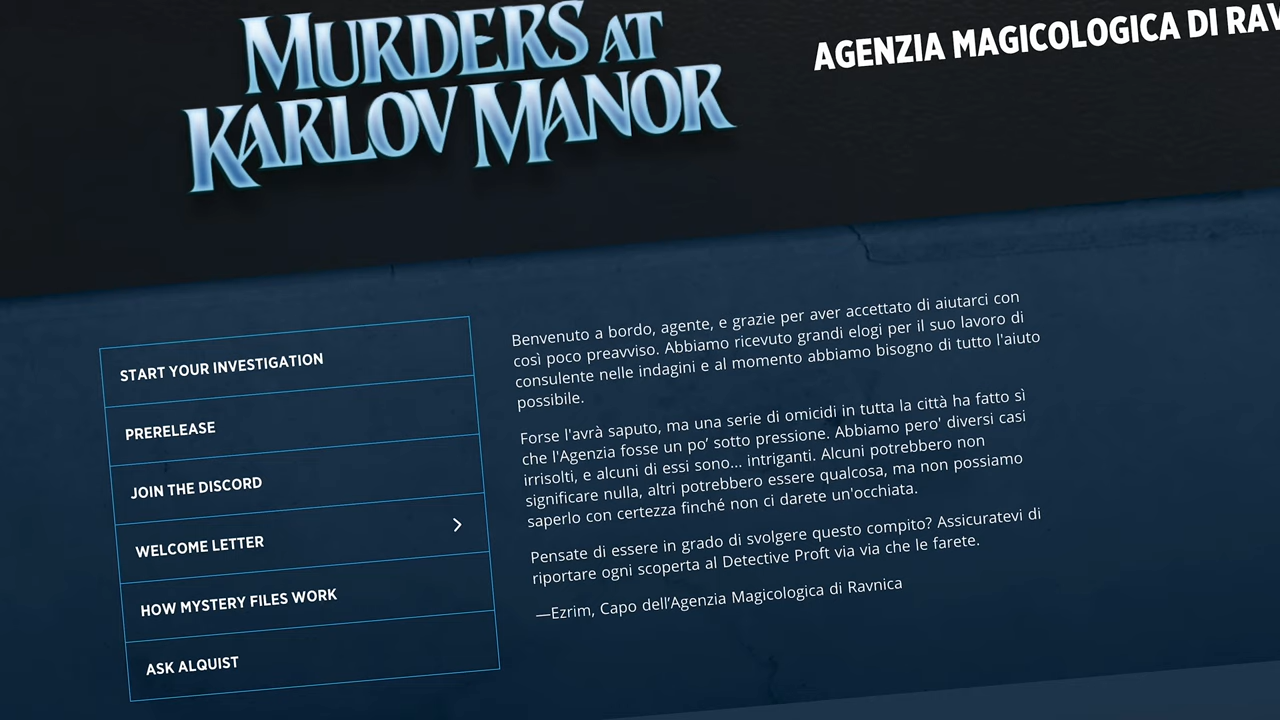 MURDERS AT
KARLOV MANOR
AGENZIA MAGICOLOGICA DI
START YOUR INVESTIGATION
PRERELEASE
JOIN THE DISCORD
WELCOME LETTER
HOW MYSTERY FILES WORK
ASK ALQUIST
Benvenuto a bordo, agente, e grazie per aver accettato di aiutarci con
così poco preavviso. Abbiamo ricevuto grandi elogi per il suo lavoro di
consulente nelle indagini e al momento abbiamo bisogno di tutto l'aiuto
possibile.
Forse l'avrà saputo, ma una serie di omicidi in tutta la città ha fatto sì
che l'Agenzia fosse un po’ sotto pressione. Abbiamo pero' diversi casi
irrisolti, e alcuni di essi sono... intriganti. Alcuni potrebbero non
significare nulla, altri potrebbero essere qualcosa, ma non possiamo
saperlo con certezza finché non ci darete un'occhiata.
Pensate di essere in grado di svolgere questo compito? Assicuratevi di
riportare ogni scoperta al Detective Proft via via che le farete.
—Ezrim, Capo dell’Agenzia Magicologica di Ravnica